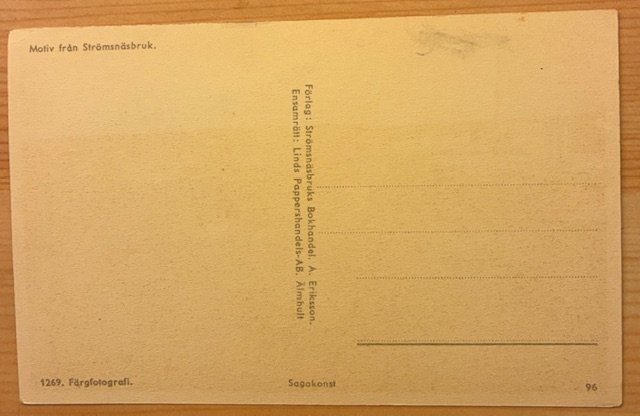 Motiv från Strömsnäsbruk.
Förlag: Strömsnäsbruks Bokhandel, A. Eriksson.
Ensamrätt: Linds Pappershandels-AB. Älmhult
1269. Färgfotografi.
Sagokonst
96